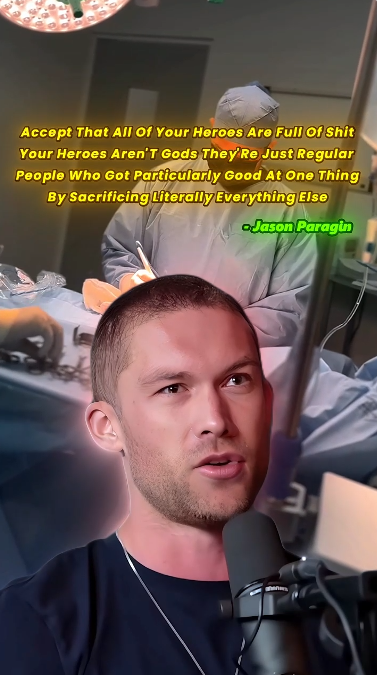 Accept That All Of Your Heroes Are Full Of Shit
Your Heroes Aren'T Gods They'Re Just Regular
People Who Got Particularly Good At One Thing
By Sacrificing Literally Everything Else
- Jason Paragin